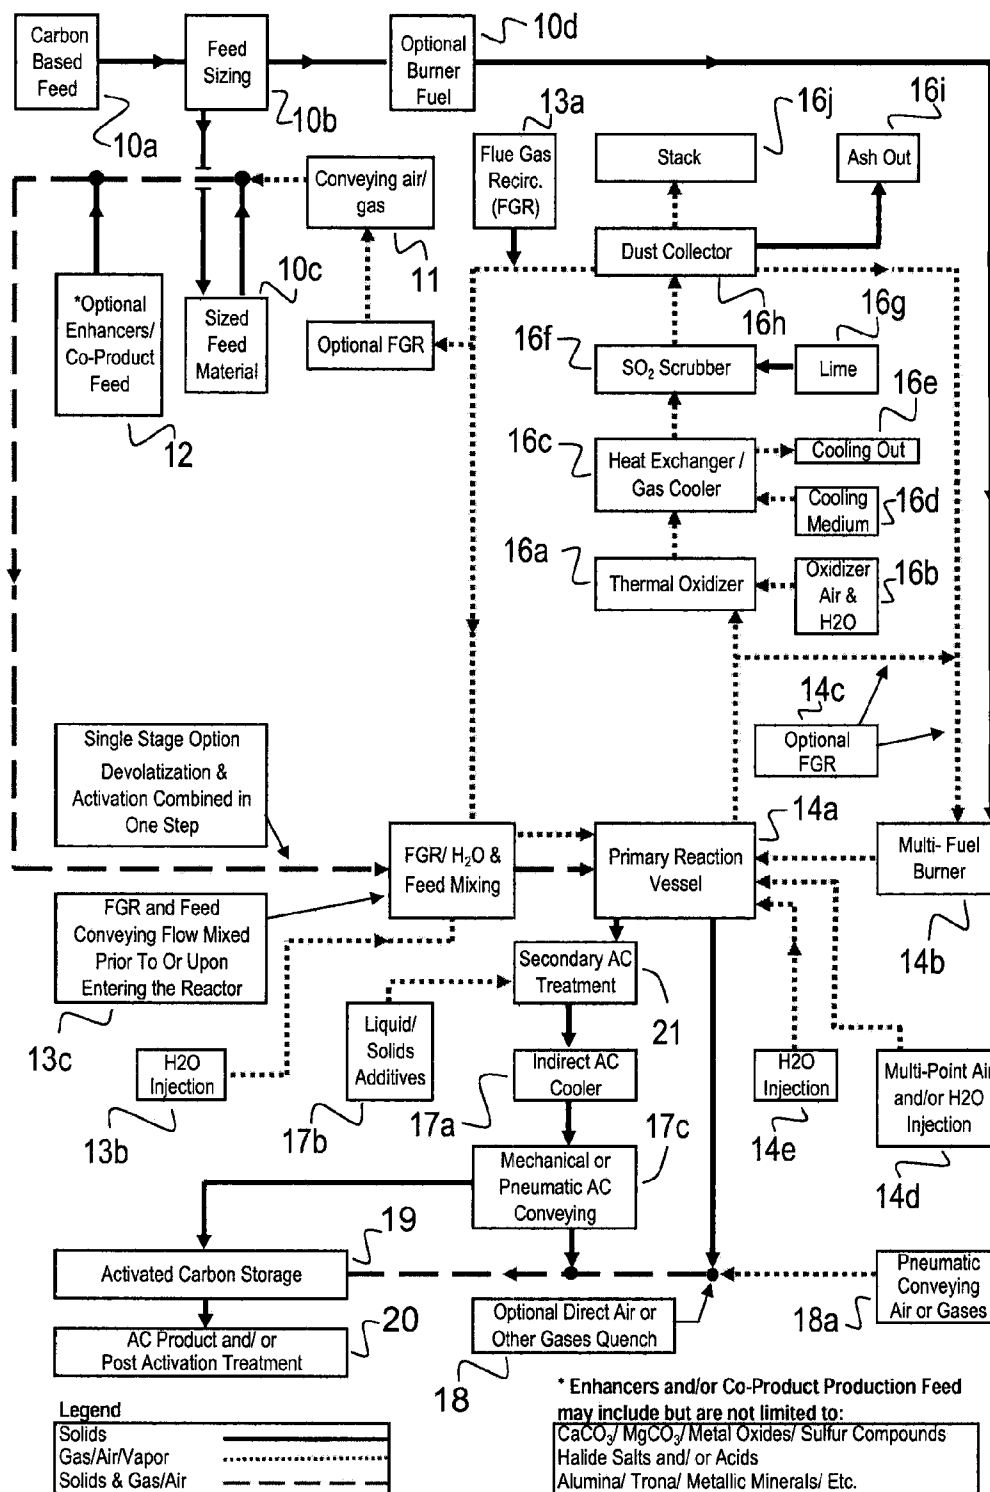 Carbon
Based
Feed
10a
Feed
Sizing
10b
Optional
Burner
Fuel
10d
13a
Flue Gas
Recirc.
(FGR)
16j
Stack
16i
Ash Out
Conveying air/
gas
11
Dust Collector
16h
10c
*Optional
Enhancers/
Co-Product
Feed
12
Sized
Feed
Material
Optional FGR
16f
SO₂ Scrubber
16g
Lime
16e
Cooling Out
16c
Heat Exchanger /
Gas Cooler
Cooling
Medium
16d
16a
Thermal Oxidizer
Oxidizer
Air &
H2O
16b
14c
Optional
FGR
Single Stage Option
Devolatization &
Activation Combined in
One Step
14a
FGR/ H₂O &
Feed Mixing
Primary Reaction
Vessel
Multi- Fuel
Burner
14b
FGR and Feed
Conveying Flow Mixed
Prior To Or Upon
Entering the Reactor
13c
Secondary AC
Treatment
21
H2O
Injection
13b
Liquid/
Solids
Additives
17b
Indirect AC
Cooler
17a
H2O
Injection
14e
Multi-Point Air
and/or H2O
Injection
14d
17c
Mechanical or
Pneumatic AC
Conveying
19
Activated Carbon Storage
Pneumatic
Conveying
Air or Gases
18a
Optional Direct Air or
Other Gases Quench
18
20
AC Product and/ or
Post Activation Treatment
Legend
Solids
Gas/Air/Vapor
Solids & Gas/Air
* Enhancers and/or Co-Product Production Feed
may include but are not limited to:
CaCO₃/ MgCO₃/ Metal Oxides/ Sulfur Compounds
Halide Salts and/ or Acids
Alumina/ Trona/ Metallic Minerals/ Etc.